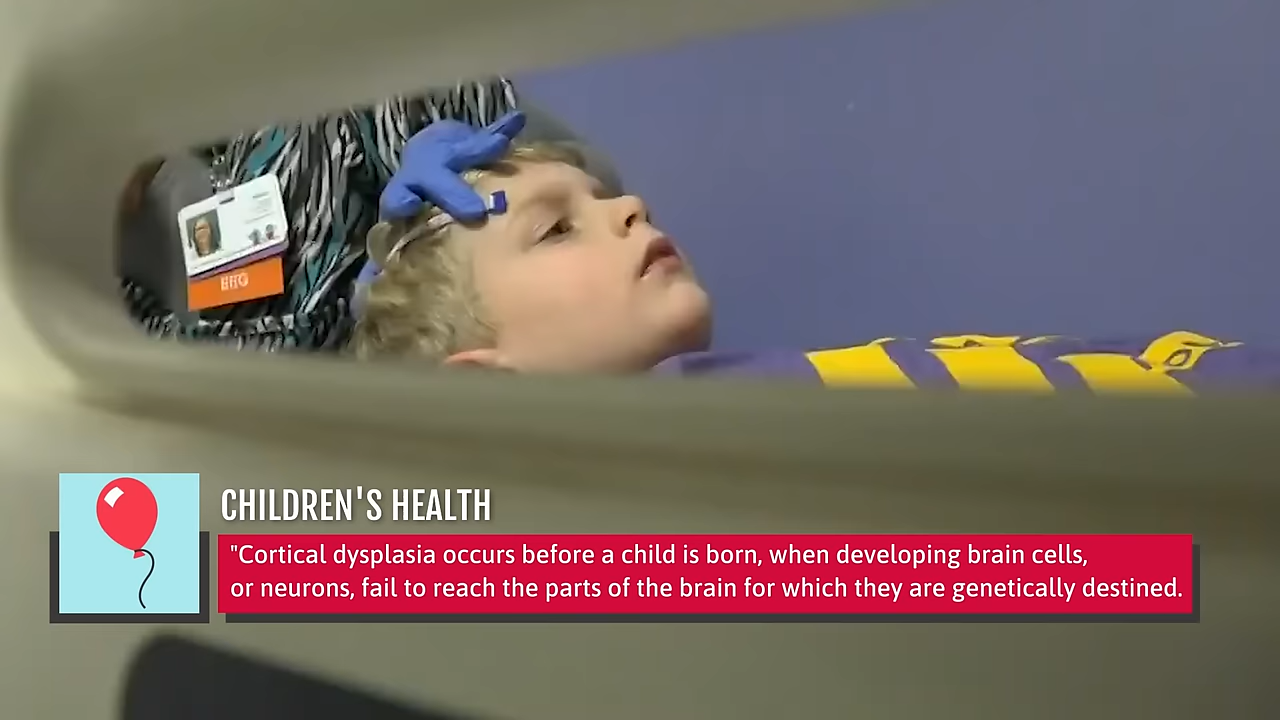 CHILDREN'S HEALTH
"Cortical dysplasia occurs before a child is born, when developing brain cells,
or neurons, fail to reach the parts of the brain for which they are genetically destined.